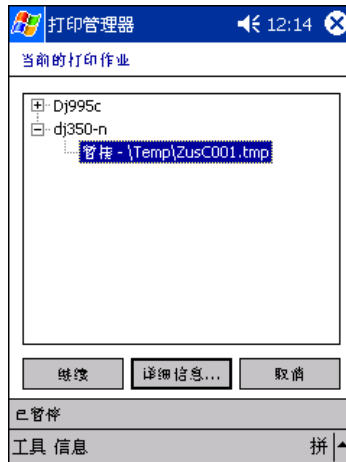 打印管理器 12:14
当前的打印作业
Dj995c
dj350-n
暂停 - \Temp\ZusC001.tmp
继续 详细信息... 取消
已暂停
工具 信息 拼